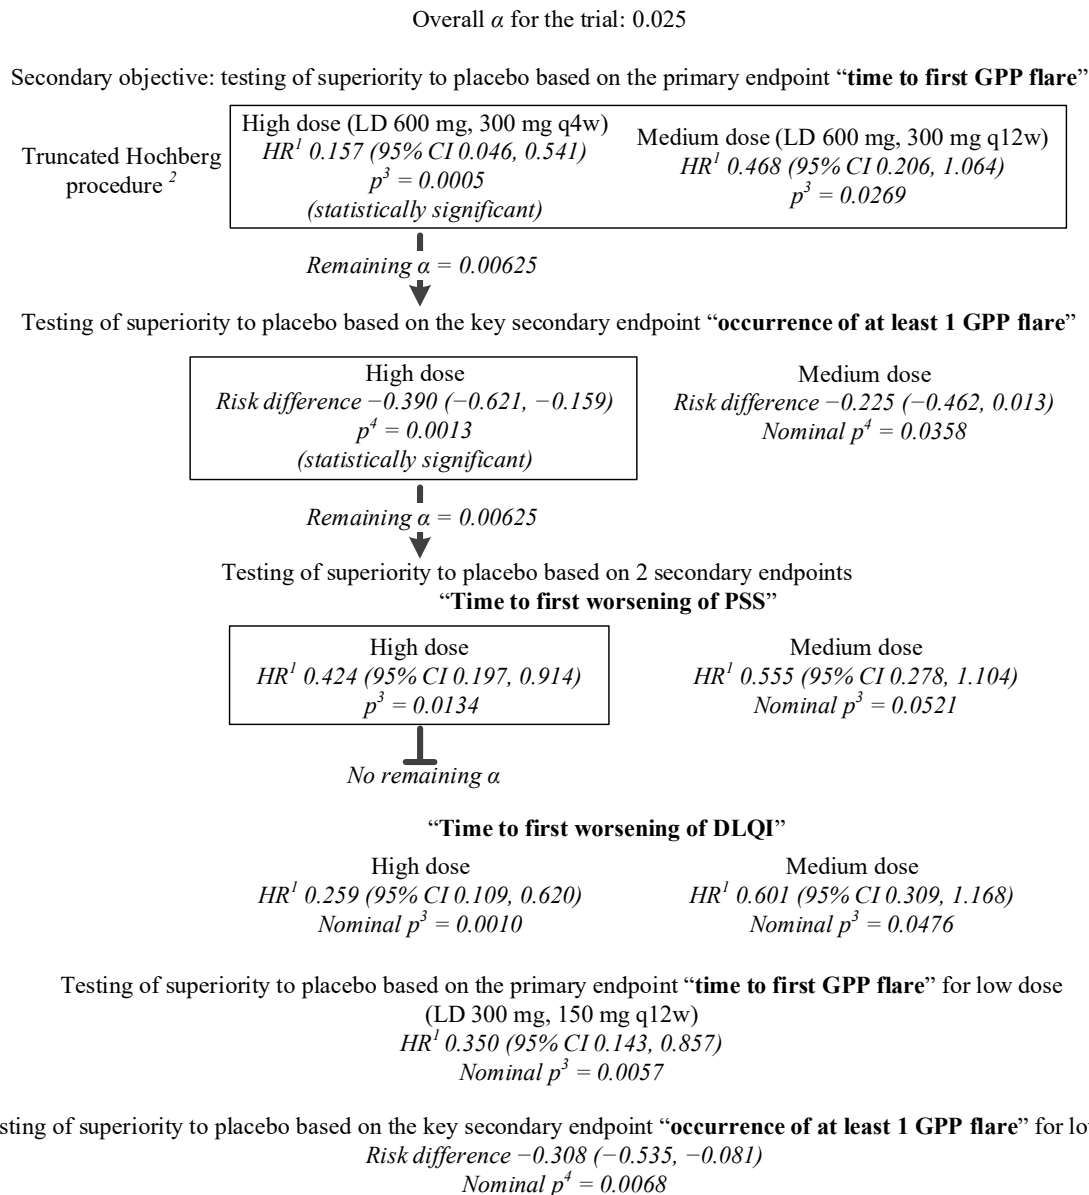 Overall α for the trial: 0.025
Secondary objective: testing of superiority to placebo based on the primary endpoint “time to first GPP flare”
Truncated Hochberg
procedure 2
High dose (LD 600 mg, 300 mg q4w)
HR1 0.157 (95% CI 0.046, 0.541)
p3 = 0.0005
(statistically significant)
Medium dose (LD 600 mg, 300 mg q12w)
HR1 0.468 (95% CI 0.206, 1.064)
p3 = 0.0269
Remaining α = 0.00625
Testing of superiority to placebo based on the key secondary endpoint “occurrence of at least 1 GPP flare”
High dose
Risk difference −0.390 (−0.621, −0.159)
p4 = 0.0013
(statistically significant)
Medium dose
Risk difference −0.225 (−0.462, 0.013)
Nominal p4 = 0.0358
Remaining α = 0.00625
Testing of superiority to placebo based on 2 secondary endpoints
“Time to first worsening of PSS”
High dose
HR1 0.424 (95% CI 0.197, 0.914)
p3 = 0.0134
Medium dose
HR1 0.555 (95% CI 0.278, 1.104)
Nominal p3 = 0.0521
No remaining α
“Time to first worsening of DLQI”
High dose
HR1 0.259 (95% CI 0.109, 0.620)
Nominal p3 = 0.0010
Medium dose
HR1 0.601 (95% CI 0.309, 1.168)
Nominal p3 = 0.0476
Testing of superiority to placebo based on the primary endpoint “time to first GPP flare” for low dose
(LD 300 mg, 150 mg q12w)
HR1 0.350 (95% CI 0.143, 0.857)
Nominal p3 = 0.0057
sting of superiority to placebo based on the key secondary endpoint “occurrence of at least 1 GPP flare” for lo
Risk difference −0.308 (−0.535, −0.081)
Nominal p4 = 0.0068